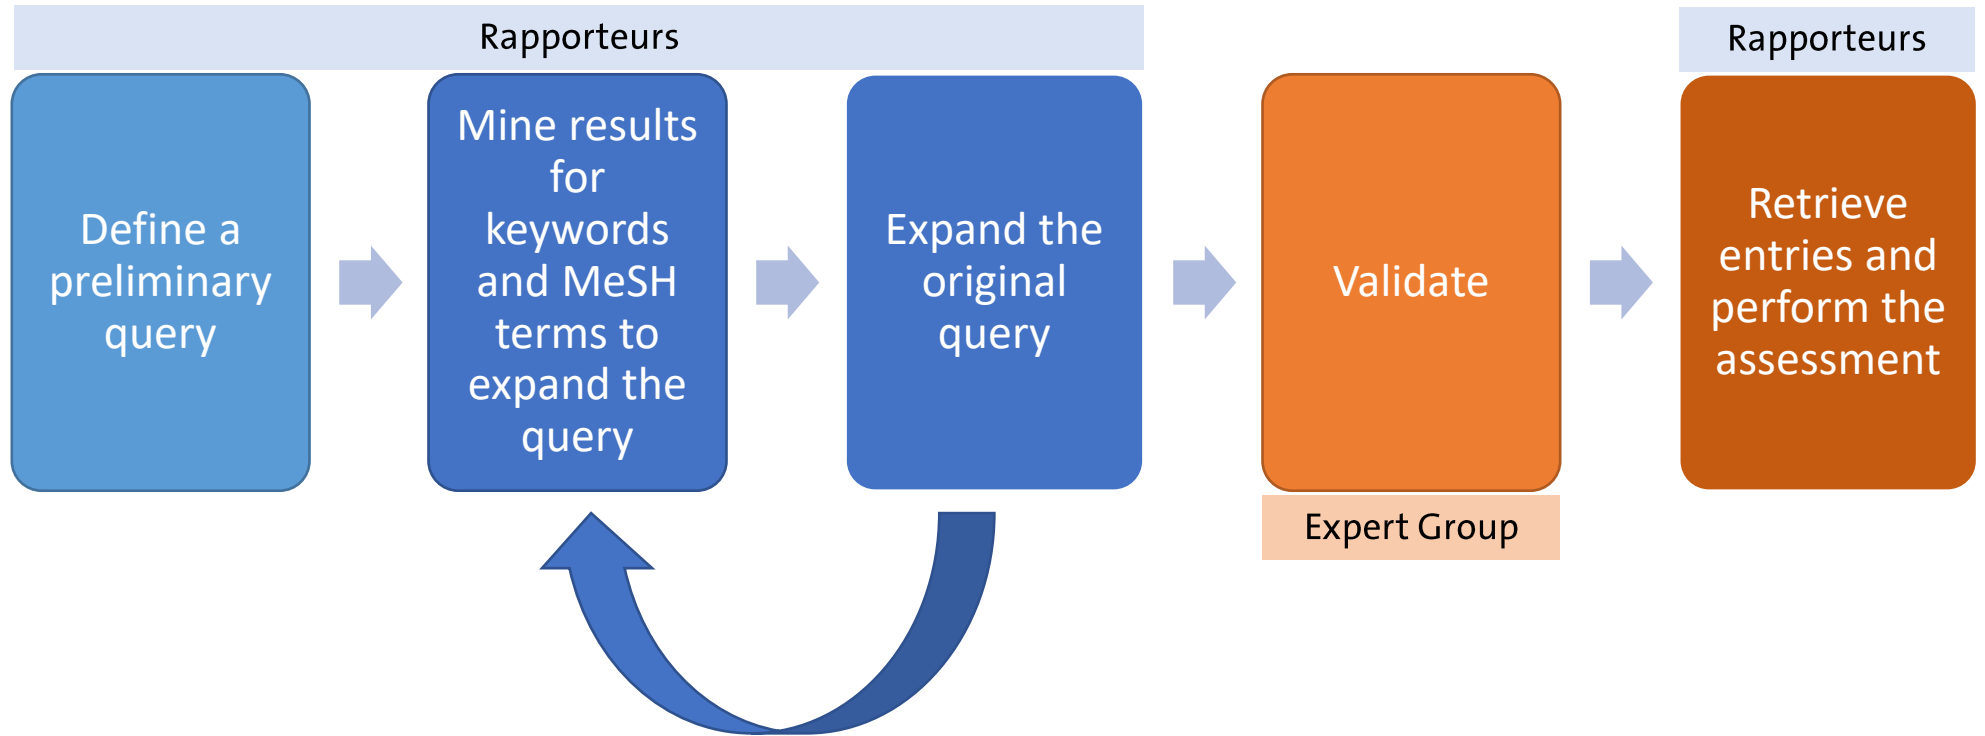 Rapporteurs
Define a
preliminary
query
Mine results
for
keywords
and MeSH
terms to
expand the
query
Expand the
original
query
Validate
Expert Group
Rapporteurs
Retrieve
entries and
perform the
assessment